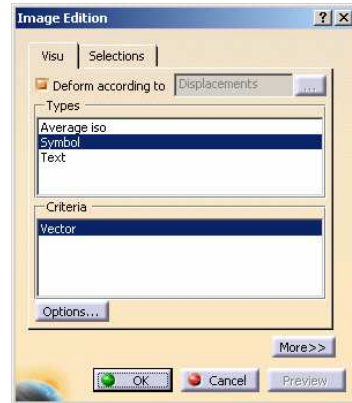 Image Edition
Visu Selections
Deform according to Displacements ...
Types
Average iso
Symbol
Text
Criteria
Vector
Options...
More>>
OK Cancel Preview